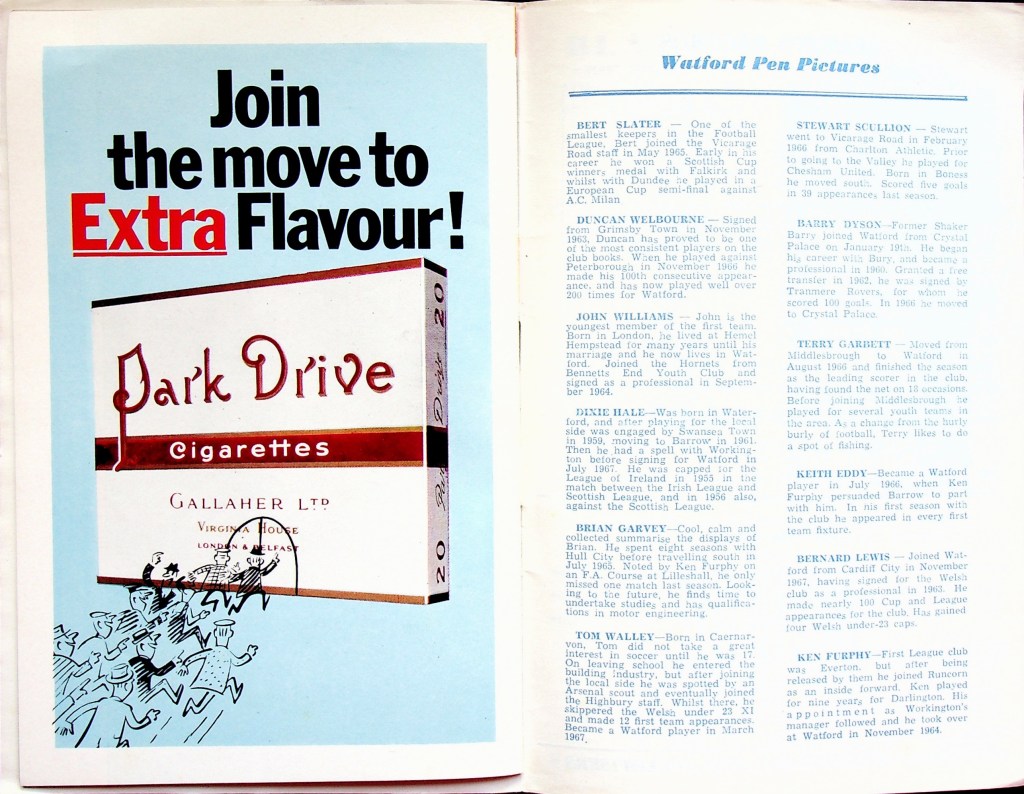 Join
the move to
Extra Flavour!
Park Drive
Cigarettes
GALLAHER LTD
VIRGINIA HOUSE
LONDON & BELFAST
20
Park Drive
20
Watford Pen Pictures
BERT SLATER — One of the
smallest keepers in the Football
League, Bert joined the Vicarage
Road staff in May 1965. Early in his
career he won a Scottish Cup
winners medal with Falkirk and
whilst with Dundee he played in a
European Cup semi-final against
A.C. Milan
DUNCAN WELBOURNE — Signed
from Grimsby Town in November
1963, Duncan has proved to be one
of the most consistent players on the
club books. When he played against
Peterborough in November 1966 he
made his 100th consecutive appear-
ance, and has now played well over
200 times for Watford.
JOHN WILLIAMS — John is the
youngest member of the first team.
Born in London, he lived at Hemel
Hempstead for many years until his
marriage and he now lives in Wat-
ford. Joined the Hornets from
Bennetts End Youth Club and
signed as a professional in Septem-
ber 1964.
DIXIE HALE—Was born in Water-
ford, and after playing for the local
side was engaged by Swansea Town
in 1959, moving to Barrow in 1961.
Then he had a spell with Working-
ton before signing for Watford in
July 1967. He was capped for the
League of Ireland in 1955 in the
match between the Irish League and
Scottish League, and in 1956 also,
against the Scottish League.
BRIAN GARVEY—Cool, calm and
collected summarise the displays of
Brian. He spent eight seasons with
Hull City before travelling south in
July 1965. Noted by Ken Furphy on
an F.A. Course at Lilleshall, he only
missed one match last season. Look-
ing to the future, he finds time to
undertake studies and has qualifica-
tions in motor engineering.
TOM WALLEY—Born in Caernar-
von, Tom did not take a great
interest in soccer until he was 17.
On leaving school he entered the
building industry, but after joining
the local side he was spotted by an
Arsenal scout and eventually joined
the Highbury staff. Whilst there, he
skippered the Welsh under 23 XI
and made 12 first team appearances.
Became a Watford player in March
1967.
STEWART SCULLION — Stewart
went to Vicarage Road in February
1966 from Charlton Athletic. Prior
to going to the Valley he played for
Chesham United. Born in Boness
he moved south. Scored five goals
in 39 appearances last season.
BARRY DYSON—Former Shaker
Barry joined Watford from Crystal
Palace on January 19th. He began
his career with Bury, and became a
professional in 1960. Granted a free
transfer in 1962, he was signed by
Tranmere Rovers, for whom he
scored 100 goals. In 1966 he moved
to Crystal Palace.
TERRY GARBETT — Moved from
Middlesbrough to Watford in
August 1966 and finished the season
as the leading scorer in the club,
having found the net on 18 occasions.
Before joining Middlesbrough he
played for several youth teams in
the area. As a change from the hurly
burly of football, Terry likes to do
a spot of fishing.
KEITH EDDY—Became a Watford
player in July 1966, when Ken
Furphy persuaded Barrow to part
with him. In his first season with
the club he appeared in every first
team fixture.
BERNARD LEWIS — Joined Wat-
ford from Cardiff City in November
1967, having signed for the Welsh
club as a professional in 1963. He
made nearly 100 Cup and League
appearances for the club. Has gained
four Welsh under-23 caps.
KEN FURPHY—First League club
was Everton, but after being
released by them he joined Runcorn
as an inside forward. Ken played
for nine years for Darlington. His
appointment as Workington's
manager followed and he took over
at Watford in November 1964.